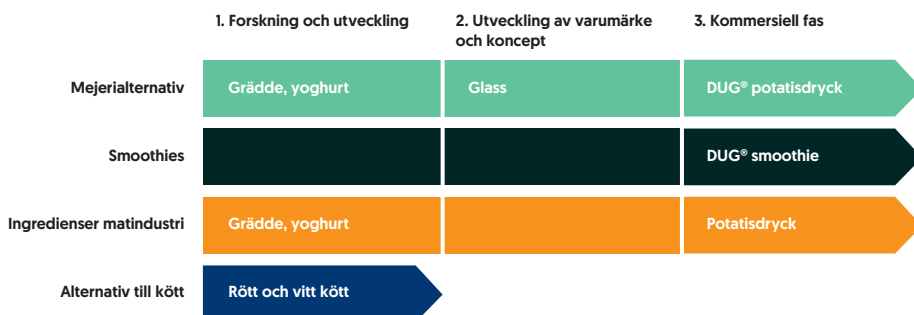 1. Forskning och utveckling
2. Utveckling av varumärke
och koncept
3. Kommersiell fas
Mejerialternativ
Grädde, yoghurt
Glass
DUG® potatisdryck
Smoothies
DUG® smoothie
Ingredienser matindustri
Grädde, yoghurt
Potatisdryck
Alternativ till kött
Rött och vitt kött